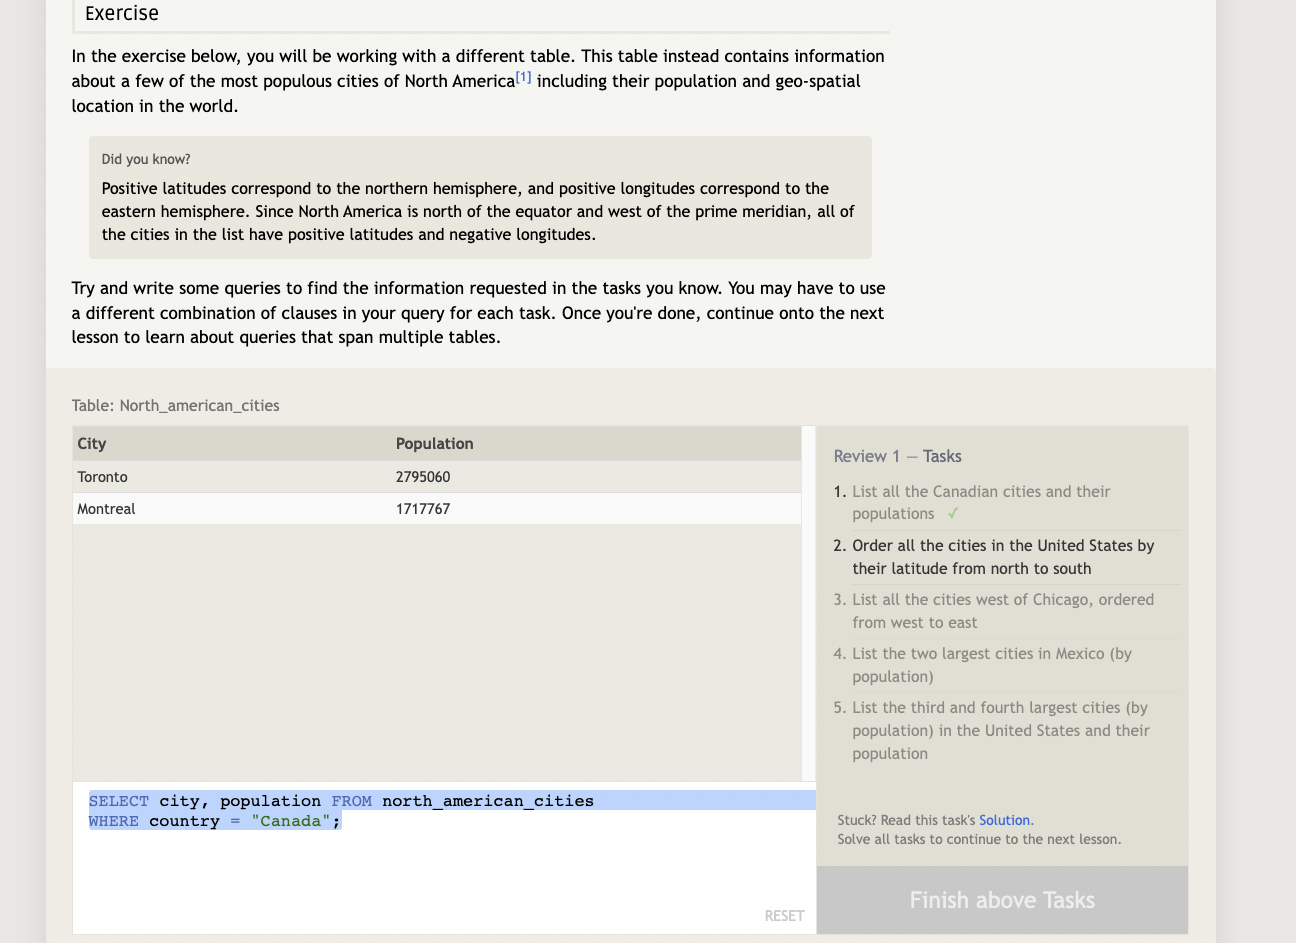 Exercise
In the exercise below, you will be working with a different table. This table instead contains information
about a few of the most populous cities of North America[1] including their population and geo-spatial
location in the world.
Did you know?
Positive latitudes correspond to the northern hemisphere, and positive longitudes correspond to the
eastern hemisphere. Since North America is north of the equator and west of the prime meridian, all of
the cities in the list have positive latitudes and negative longitudes.
Try and write some queries to find the information requested in the tasks you know. You may have to use
a different combination of clauses in your query for each task. Once you're done, continue onto the next
lesson to learn about queries that span multiple tables.
Table: North_american_cities
City Population
Toronto 2795060
Montreal 1717767
SELECT city, population FROM north_american_cities
WHERE country = "Canada";
RESET
Review 1 — Tasks
1. List all the Canadian cities and their
populations ✓
2. Order all the cities in the United States by
their latitude from north to south
3. List all the cities west of Chicago, ordered
from west to east
4. List the two largest cities in Mexico (by
population)
5. List the third and fourth largest cities (by
population) in the United States and their
population
Stuck? Read this task's Solution.
Solve all tasks to continue to the next lesson.
Finish above Tasks